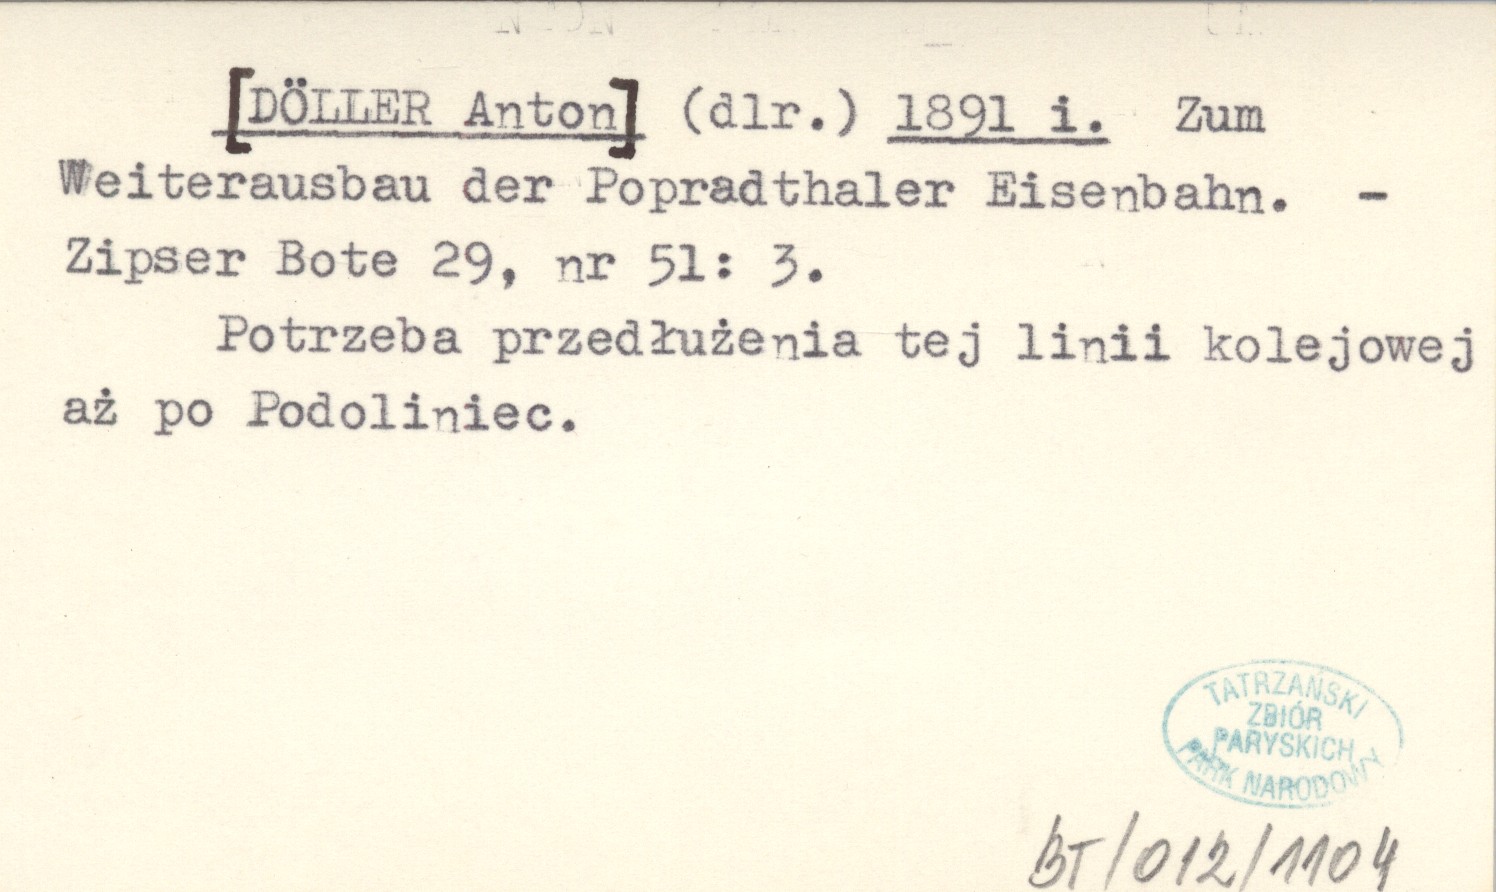 [DÖLLER Anton] (dlr.) 1891 i. Zum
Weiterausbau der Popradthaler Eisenbahn. -
Zipser Bote 29, nr 51: 3.
Potrzeba przedłużenia tej linii kolejowej
aż po Podoliniec.
TATRZAŃSKI
ZBIÓR
PARYSKICH
PARK NARODOWY
BT/012/1104